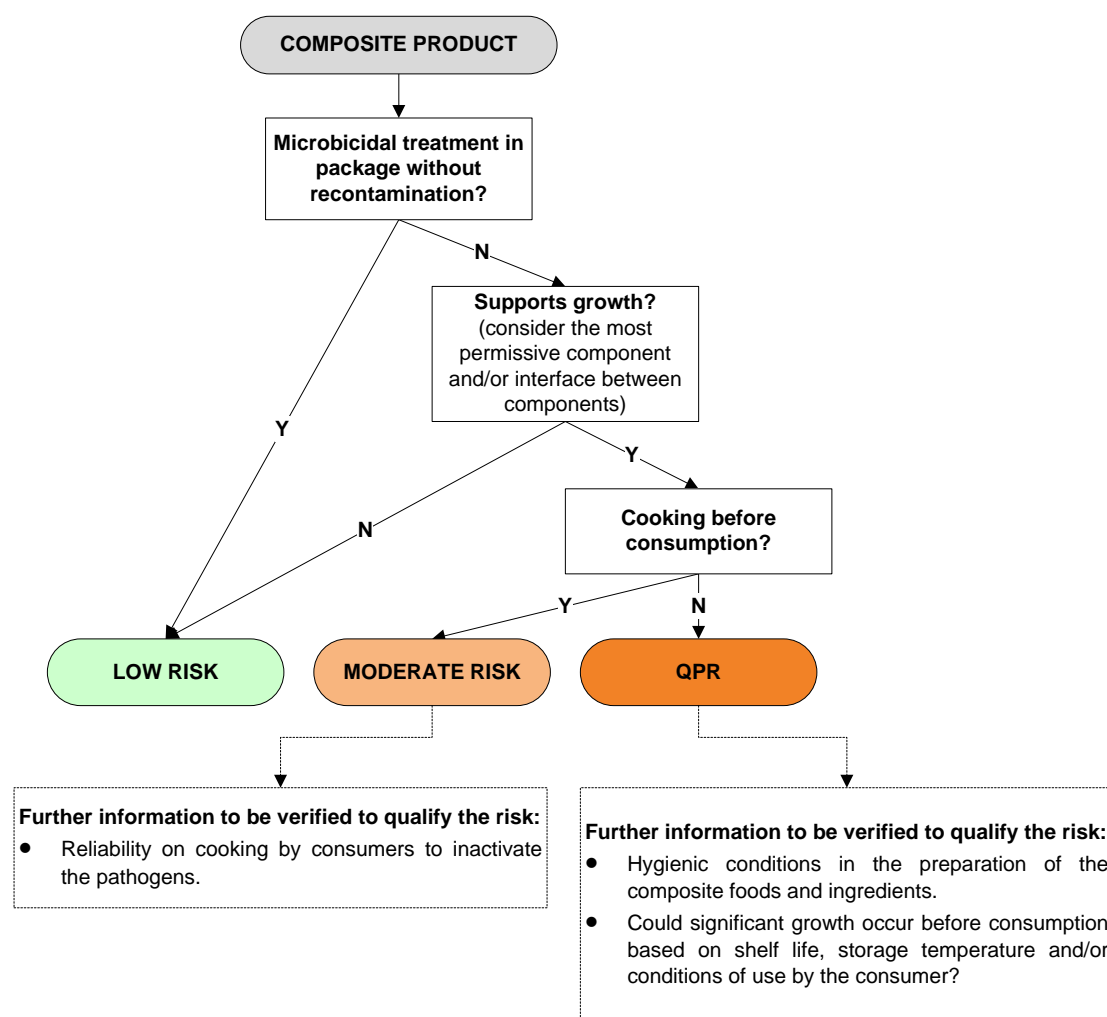 COMPOSITE PRODUCT
Microbicidal treatment in
package without
recontamination?
N
Supports growth?
(consider the most
permissive component
and/or interface between
components)
Y
Y
Cooking before
consumption?
N
Y
N
LOW RISK
MODERATE RISK
QPR
Further information to be verified to qualify the risk:
• Reliability on cooking by consumers to inactivate
the pathogens.
Further information to be verified to qualify the risk:
• Hygienic conditions in the preparation of the
composite foods and ingredients.
• Could significant growth occur before consumption
based on shelf life, storage temperature and/or
conditions of use by the consumer?